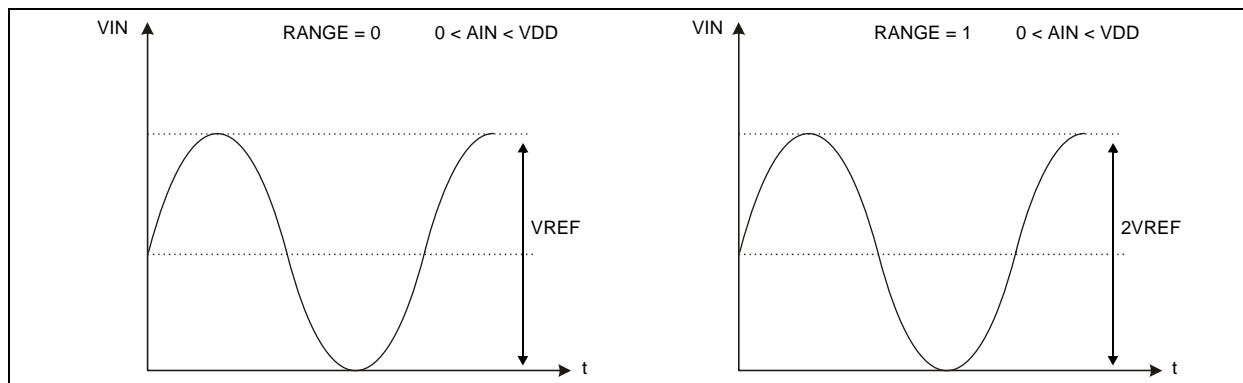 VIN
RANGE = 0 0 < AIN < VDD
VREF
t
VIN
RANGE = 1 0 < AIN < VDD
2VREF
t